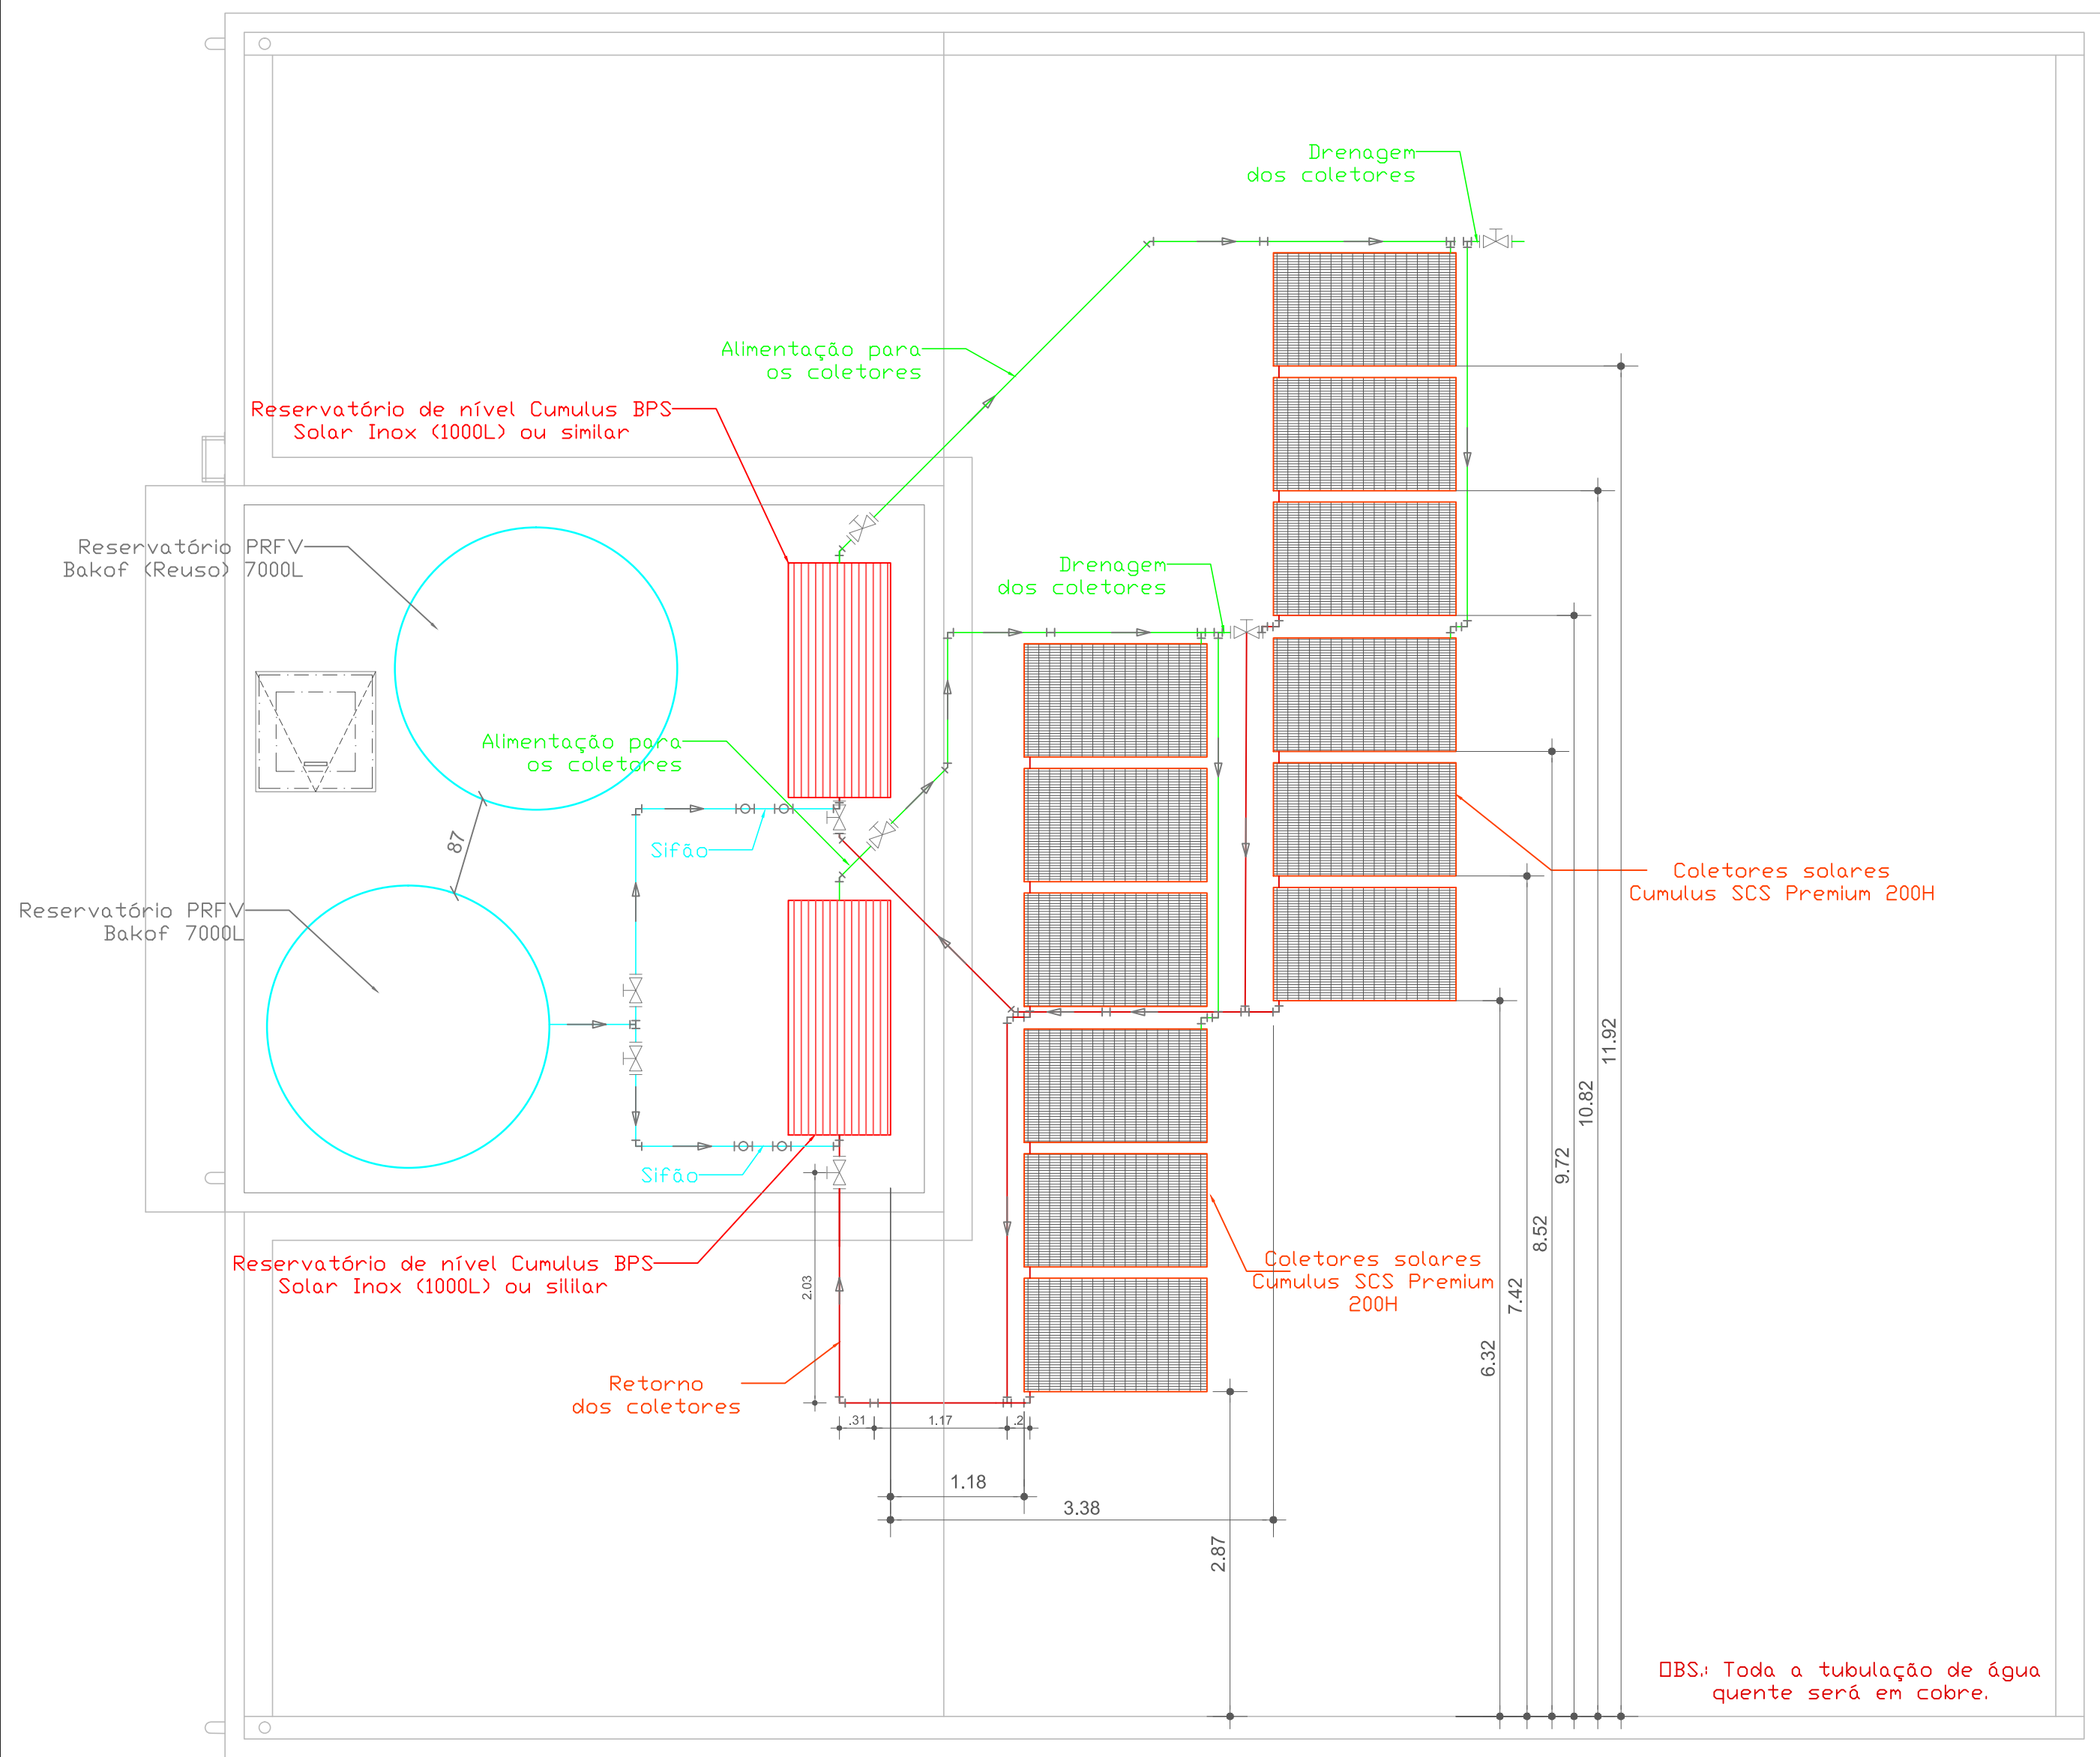 Drenagem
dos coletores
Alimentação para
os coletores
Reservatório de nível Cumulus BPS
Solar Inox (1000L) ou similar
Reservatório PRFV
Bakof (Reuso) 7000L
Drenagem
dos coletores
Alimentação para
os coletores
87
Sifão
Coletores solares
Cumulus SCS Premium 200H
Reservatório PRFV
Bakof 7000L
Sifão
Reservatório de nível Cumulus BPS
Solar Inox (1000L) ou sililar
Coletores solares
Cumulus SCS Premium
200H
Retorno
dos coletores
2.03
.31
1.17
.2
1.18
3.38
2.87
6.32
7.42
8.52
9.72
10.82
11.92
OBS.: Toda a tubulação de água
quente será em cobre.